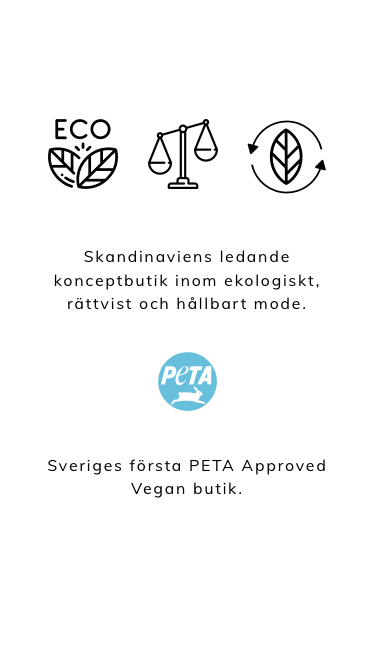 ECO
Skandinaviens ledande
konceptbutik inom ekologiskt,
rättvist och hållbart mode.
PeTA
Sveriges första PETA Approved
Vegan butik.